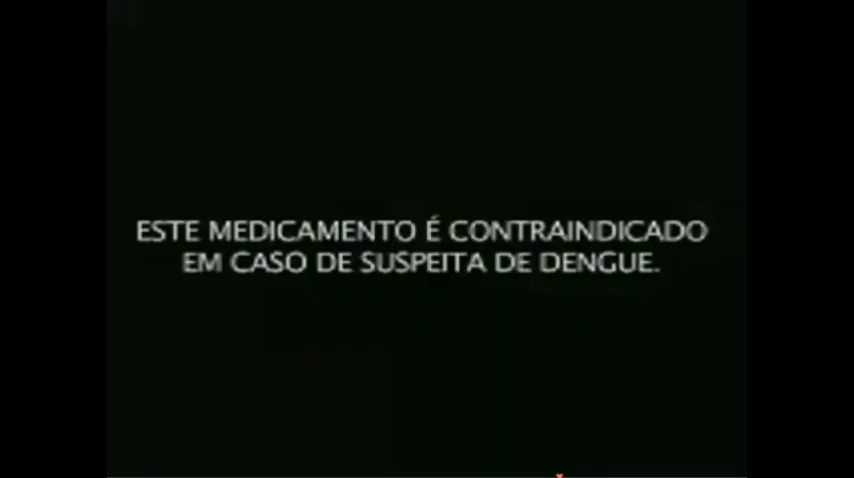 ESTE MEDICAMENTO É CONTRAINDICADO
EM CASO DE SUSPEITA DE DENGUE.